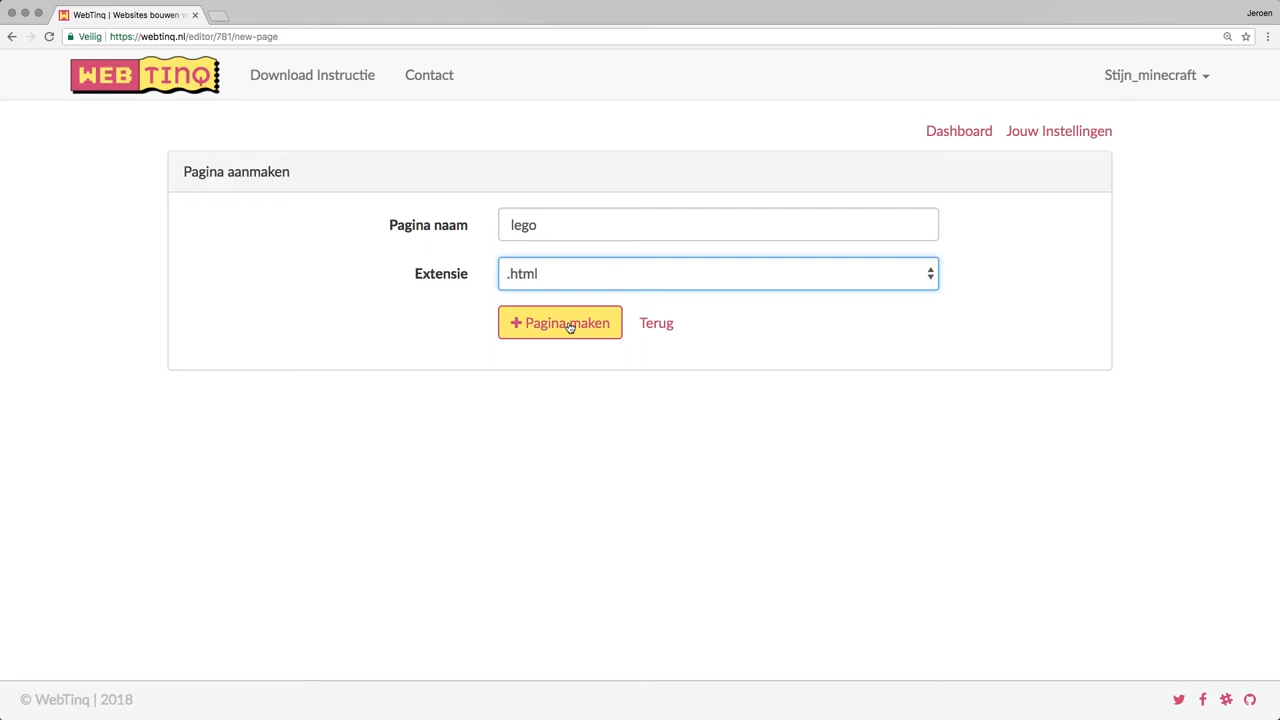 WebTinq | Websites bouwen v
Jeroen
Veilig https://webtinq.nl/editor/781/new-page
WEB TINQ
Download Instructie
Contact
Stijn_minecraft
Dashboard
Jouw Instellingen
Pagina aanmaken
Pagina naam
lego
Extensie
.html
+ Pagina maken
Terug
© WebTinq | 2018